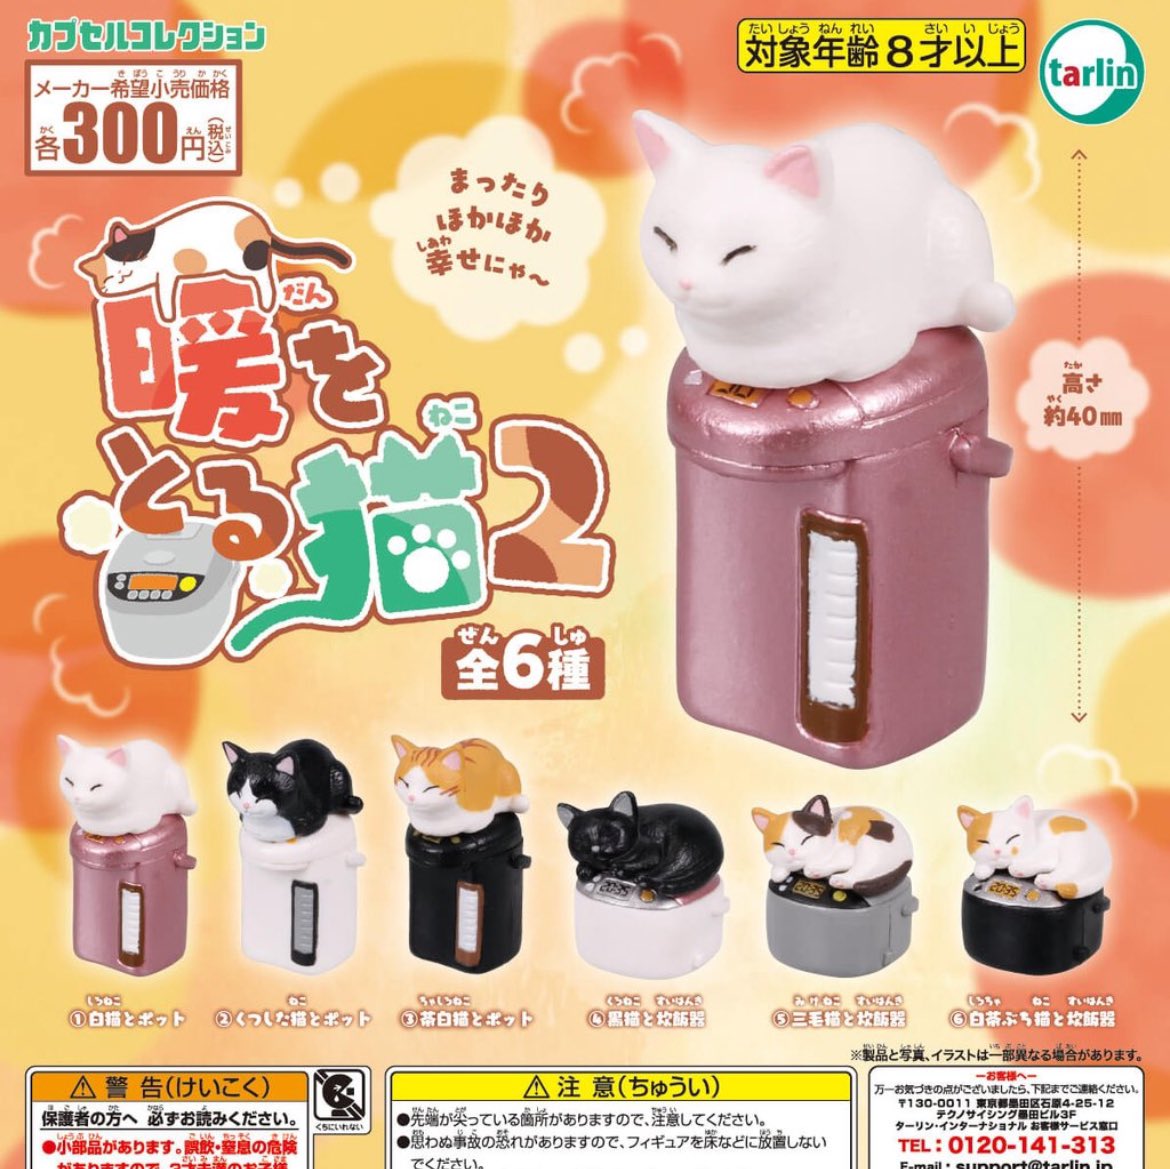 カプセルコレクション
メーカー希望小売価格
各300円(税込)
対象年齢8才以上
tarlin
まったり
ほかほか
幸せにゃ～
暖を
とる猫2
全6種
高さ
約40mm
①白猫とポット
②くつした猫とポット
③茶白猫とポット
④黒猫と炊飯器
⑤三毛猫と炊飯器
⑥白茶ぶち猫と炊飯器
※製品と写真、イラストは一部異なる場合があります。
⚠警告(けいこく)
保護者の方へ 必ずお読みください。
●小部品があります。誤飲・窒息の危険
くちにいれない
⚠注意(ちゅうい)
●先端が尖っている箇所がありますので、注意してください。
●思わぬ事故の恐れがありますので、フィギュアを床などに放置しない
でください。
ーお客様へー
万一お気づきの点がございましたら、下記までご連絡ください。
〒130-0011 東京都墨田区石原4-25-12
テクノサイジング墨田ビル3F
ターリン・インターナショナル お客様サービス窓口
TEL：0120-141-313
E-mail：support@tarlin.jp